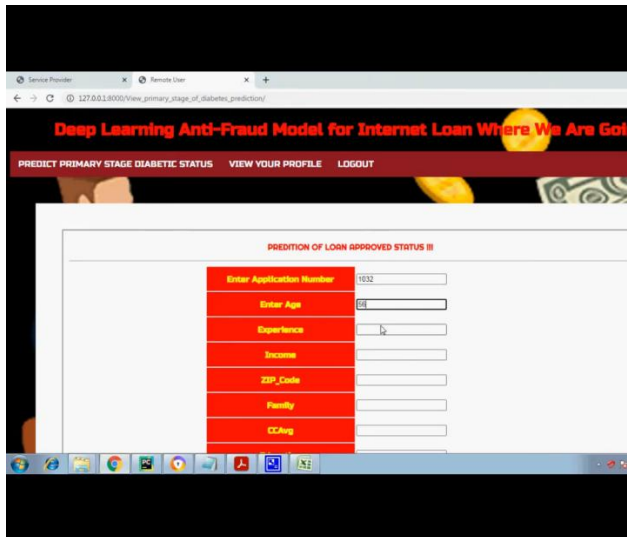 Service Provider
Remote User
127.0.0.1:8000/View_primary_stage_of_diabetes_prediction/
Deep Learning Anti-Fraud Model for Internet Loan Where We Are Goi
PREDICT PRIMARY STAGE DIABETIC STATUS VIEW YOUR PROFILE LOGOUT
PREDITION OF LOAN APPROVED STATUS !!!
Enter Application Number 1032
Enter Age 56
Experience
Income
ZIP_Code
Family
CCAvg